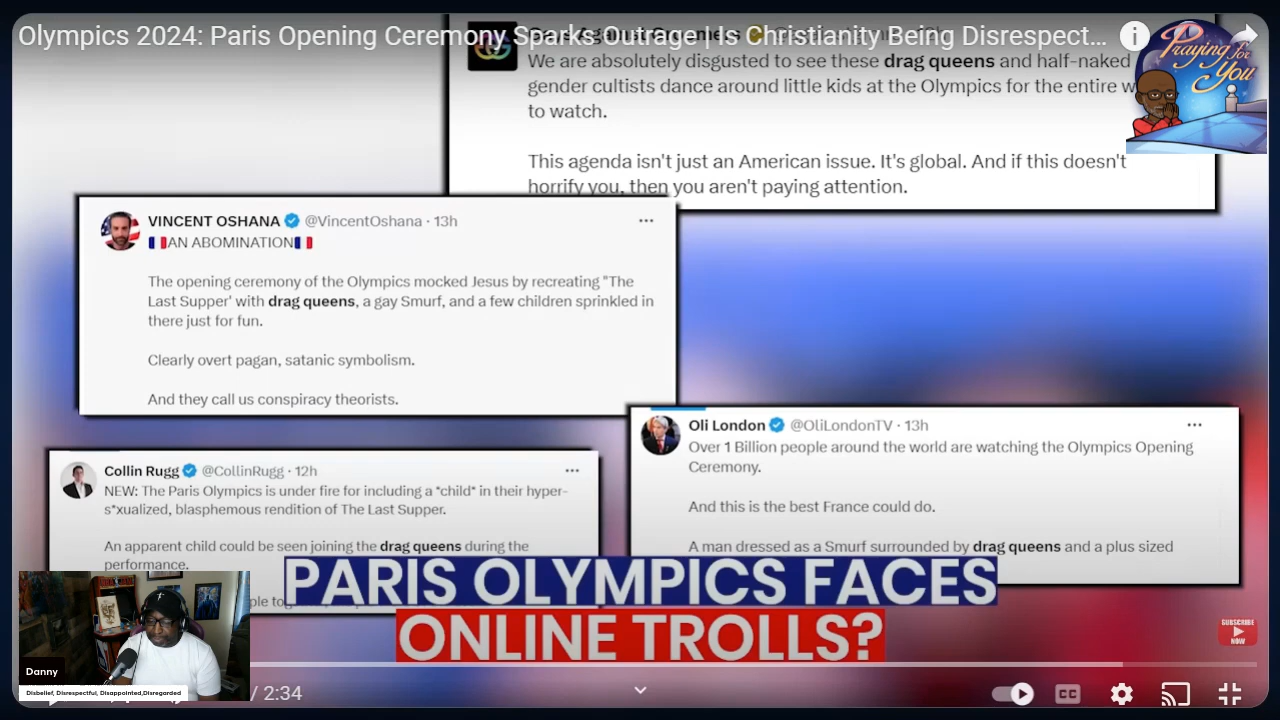 Olympics 2024: Paris Opening Ceremony Sparks Outrage | Is Christianity Being Disrespect...
Praying for You
We are absolutely disgusted to see these drag queens and half-naked
gender cultists dance around little kids at the Olympics for the entire
to watch.
This agenda isn't just an American issue. It's global. And if this doesn't
horrify you, then you aren't paying attention.
VINCENT OSHANA @VincentOshana · 13h
AN ABOMINATION
The opening ceremony of the Olympics mocked Jesus by recreating "The
Last Supper' with drag queens, a gay Smurf, and a few children sprinkled in
there just for fun.
Clearly overt pagan, satanic symbolism.
And they call us conspiracy theorists.
Oli London @OliLondonTV · 13h
Over 1 Billion people around the world are watching the Olympics Opening
Ceremony.
And this is the best France could do.
A man dressed as a Smurf surrounded by drag queens and a plus sized
Collin Rugg @CollinRugg · 12h
NEW: The Paris Olympics is under fire for including a *child* in their hyper-
s*xualized, blasphemous rendition of The Last Supper.
An apparent child could be seen joining the drag queens during the
performance.
PARIS OLYMPICS FACES
ONLINE TROLLS?
SUBSCRIBE
NOW
Danny
Disbelief, Disrespectful, Disappointed,Disregarded
/ 2:34
CC